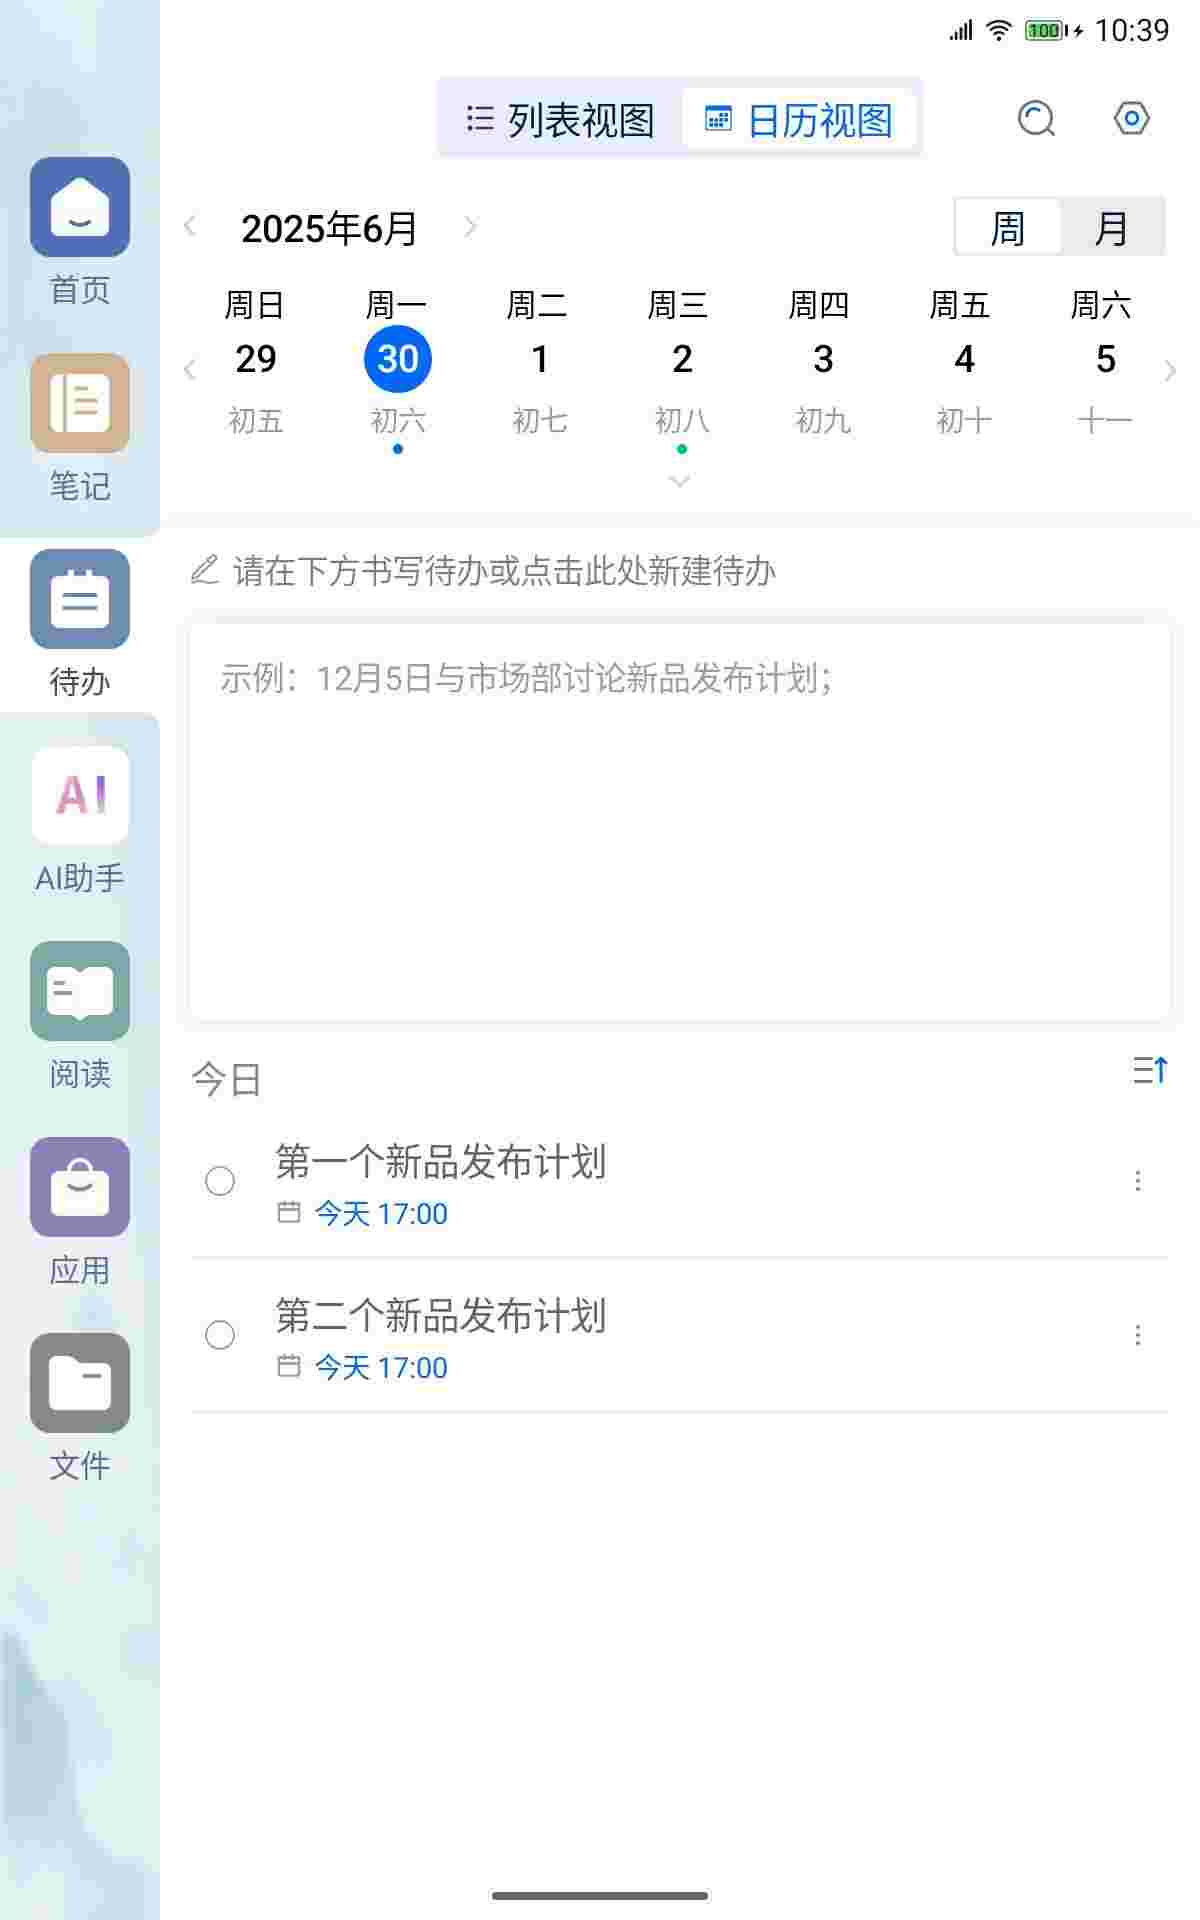 100 10:39
列表视图 日历视图
2025年6月 周 月
周日 周一 周二 周三 周四 周五 周六
29 30 1 2 3 4 5
初五 初六 初七 初八 初九 初十 十一
请在下方书写待办或点击此处新建待办
示例：12月5日与市场部讨论新品发布计划；
今日
第一个新品发布计划
今天 17:00
第二个新品发布计划
今天 17:00
首页
笔记
待办
AI
AI助手
阅读
应用
文件